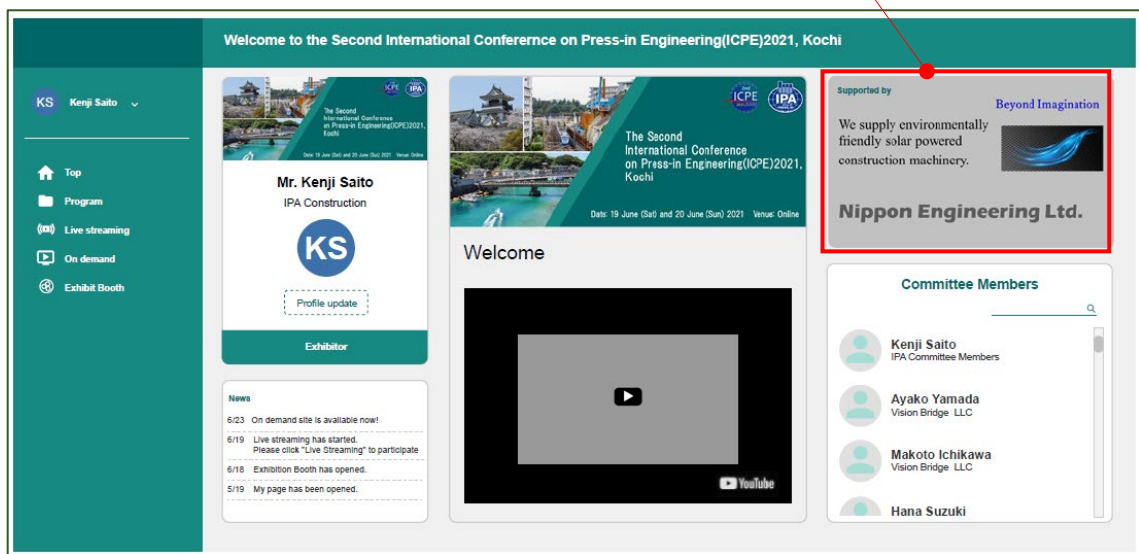 Welcome to the Second International Conferernce on Press-in Engineering(ICPE)2021, Kochi
KS Kenji Saito
Top
Program
Live streaming
On demand
Exhibit Booth
ICPE
IPA
The Second
International Conference
on Press-in Engineering(ICPE)2021,
Kochi
Date: 19 June (Sat) and 20 June (Sun) 2021 Venue: Online
Mr. Kenji Saito
IPA Construction
KS
Profile update
Exhibitor
News
6/23 On demand site is available now!
6/19 Live streaming has started.
Please click "Live Streaming" to participate
6/18 Exhibition Booth has opened.
5/19 My page has been opened.
ICPE
IPA
The Second
International Conference
on Press-in Engineering(ICPE)2021,
Kochi
Date: 19 June (Sat) and 20 June (Sun) 2021 Venue: Online
Welcome
YouTube
Supported by
Beyond Imagination
We supply environmentally
friendly solar powered
construction machinery.
Nippon Engineering Ltd.
Committee Members
Kenji Saito
IPA Committee Members
Ayako Yamada
Vision Bridge LLC
Makoto Ichikawa
Vision Bridge LLC
Hana Suzuki